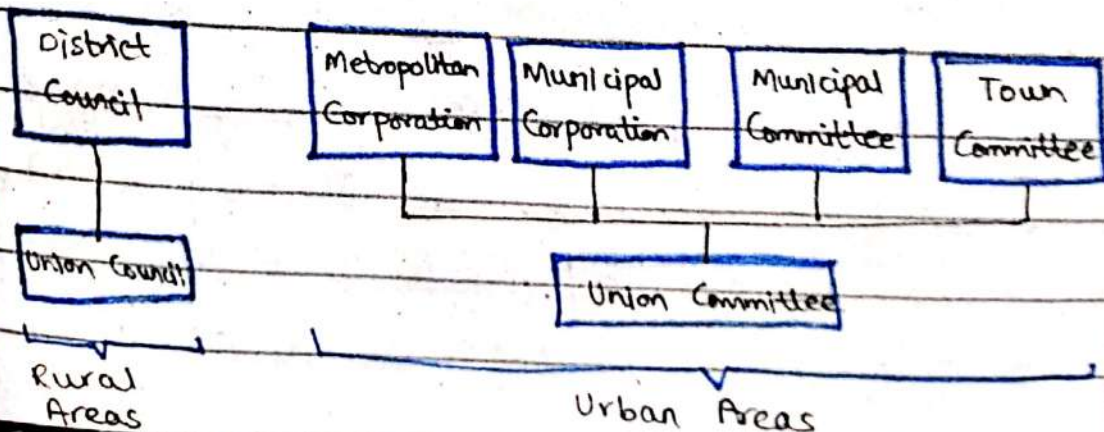 District
Council
Metropolitan
Corporation
Municipal
Corporation
Municipal
Committee
Town
Committee
Union Council
Union Committee
Rural
Areas
Urban Areas